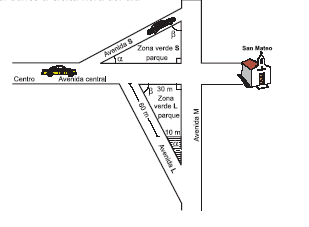 San Mateo
Avenida S
β
Zona verde S
parque
α
Centro
Avenida central
β
30 m
Zona
verde L
parque
60 m
10 m
α
Avenida L
Avenida M